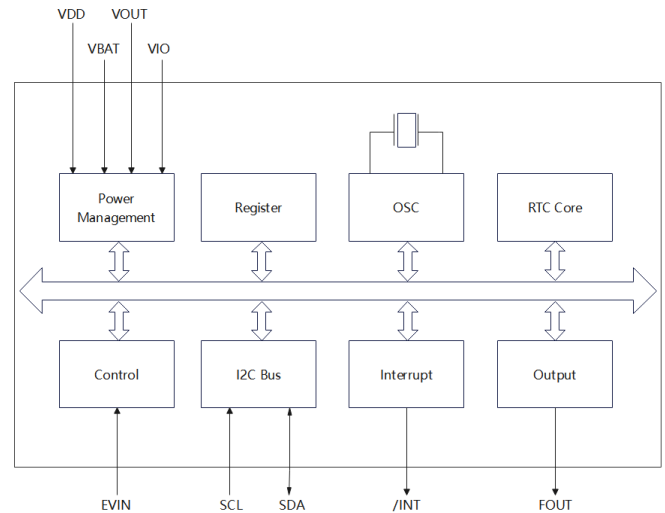 VDD VOUT
VBAT VIO
Power
Management
Register
OSC
RTC Core
Control
I2C Bus
Interrupt
Output
EVIN
SCL
SDA
/INT
FOUT